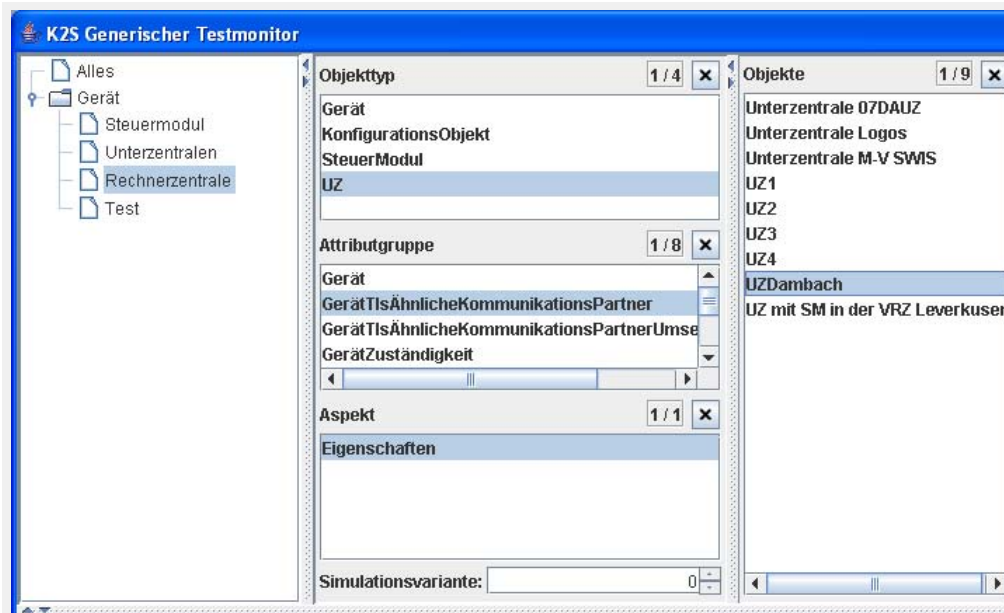 K2S Generischer Testmonitor
Alles
Gerät
Steuermodul
Unterzentralen
Rechnerzentrale
Test
Objekttyp 1 / 4
Gerät
KonfigurationsObjekt
SteuerModul
UZ
Attributgruppe 1 / 8
Gerät
GerätTlsÄhnlicheKommunikationsPartner
GerätTlsÄhnlicheKommunikationsPartnerUmse
GerätZuständigkeit
Aspekt 1 / 1
Eigenschaften
Simulationsvariante: 0
Objekte 1 / 9
Unterzentrale 07DAUZ
Unterzentrale Logos
Unterzentrale M-V SWIS
UZ1
UZ2
UZ3
UZ4
UZDambach
UZ mit SM in der VRZ Leverkusen